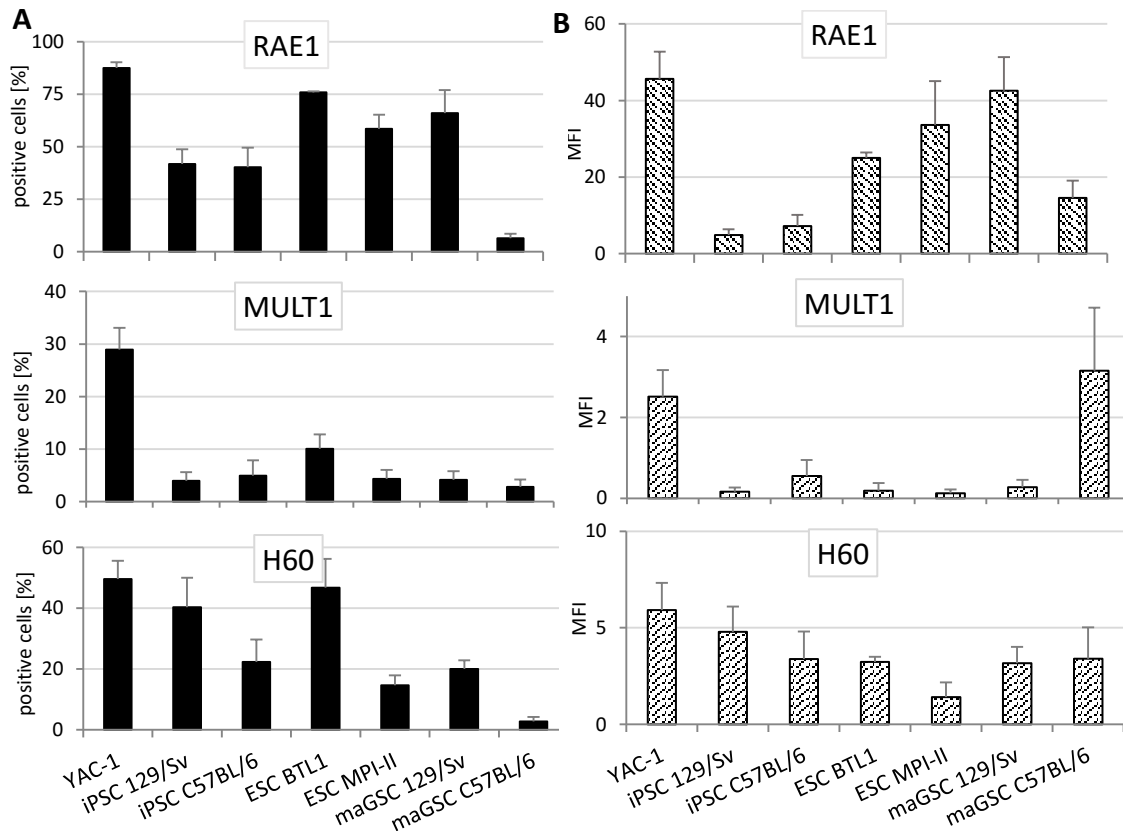 A
RAE1
positive cells [%]
100
75
50
25
0
MULT1
positive cells [%]
40
30
20
10
0
H60
positive cells [%]
60
40
20
0
YAC-1
iPSC 129/Sv
iPSC C57BL/6
ESC BTL1
ESC MPI-II
maGSC 129/Sv
maGSC C57BL/6
B
RAE1
MFI
60
40
20
0
MULT1
MFI
4
2
0
H60
MFI
10
5
0
YAC-1
iPSC 129/Sv
iPSC C57BL/6
ESC BTL1
ESC MPI-II
maGSC 129/Sv
maGSC C57BL/6